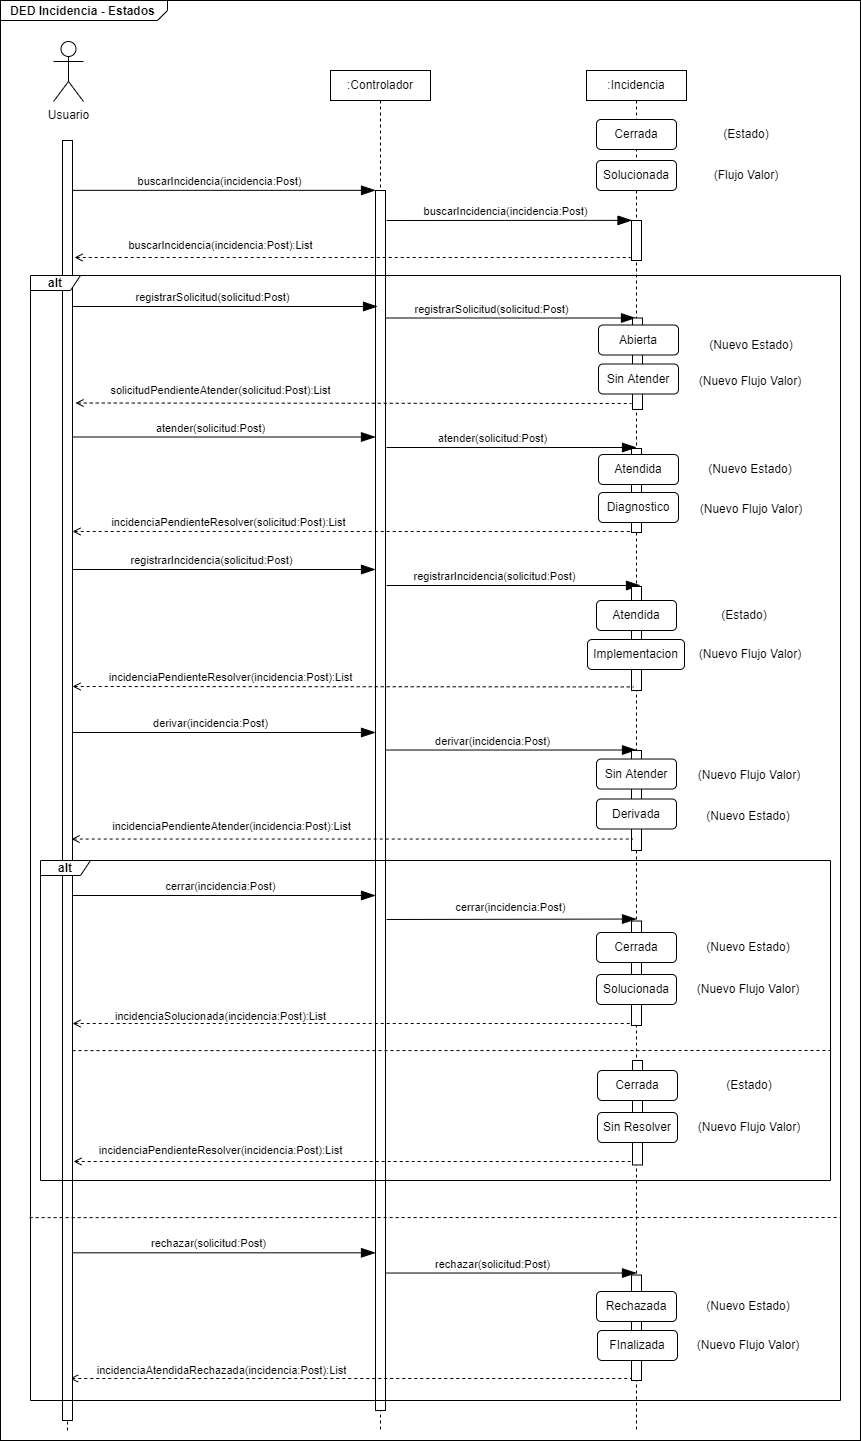 DED Incidencia - Estados
Usuario
:Controlador
:Incidencia
Cerrada
(Estado)
Solucionada
(Flujo Valor)
buscarIncidencia(incidencia:Post)
buscarIncidencia(incidencia:Post)
buscarIncidencia(incidencia:Post):List
alt
registrarSolicitud(solicitud:Post)
registrarSolicitud(solicitud:Post)
Abierta
(Nuevo Estado)
Sin Atender
(Nuevo Flujo Valor)
solicitudPendienteAtender(solicitud:Post):List
atender(solicitud:Post)
atender(solicitud:Post)
Atendida
(Nuevo Estado)
Diagnostico
(Nuevo Flujo Valor)
incidenciaPendienteResolver(solicitud:Post):List
registrarIncidencia(solicitud:Post)
registrarIncidencia(solicitud:Post)
Atendida
(Estado)
Implementacion
(Nuevo Flujo Valor)
incidenciaPendienteResolver(incidencia:Post):List
derivar(incidencia:Post)
derivar(incidencia:Post)
Sin Atender
(Nuevo Flujo Valor)
Derivada
(Nuevo Estado)
incidenciaPendienteAtender(incidencia:Post):List
alt
cerrar(incidencia:Post)
cerrar(incidencia:Post)
Cerrada
(Nuevo Estado)
Solucionada
(Nuevo Flujo Valor)
incidenciaSolucionada(incidencia:Post):List
Cerrada
(Estado)
Sin Resolver
(Nuevo Flujo Valor)
incidenciaPendienteResolver(incidencia:Post):List
rechazar(solicitud:Post)
rechazar(solicitud:Post)
Rechazada
(Nuevo Estado)
FInalizada
(Nuevo Flujo Valor)
incidenciaAtendidaRechazada(incidencia:Post):List